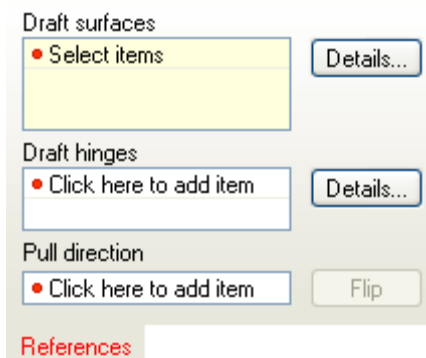 Draft surfaces
Select items
Details...
Draft hinges
Click here to add item
Details...
Pull direction
Click here to add item
Flip
References